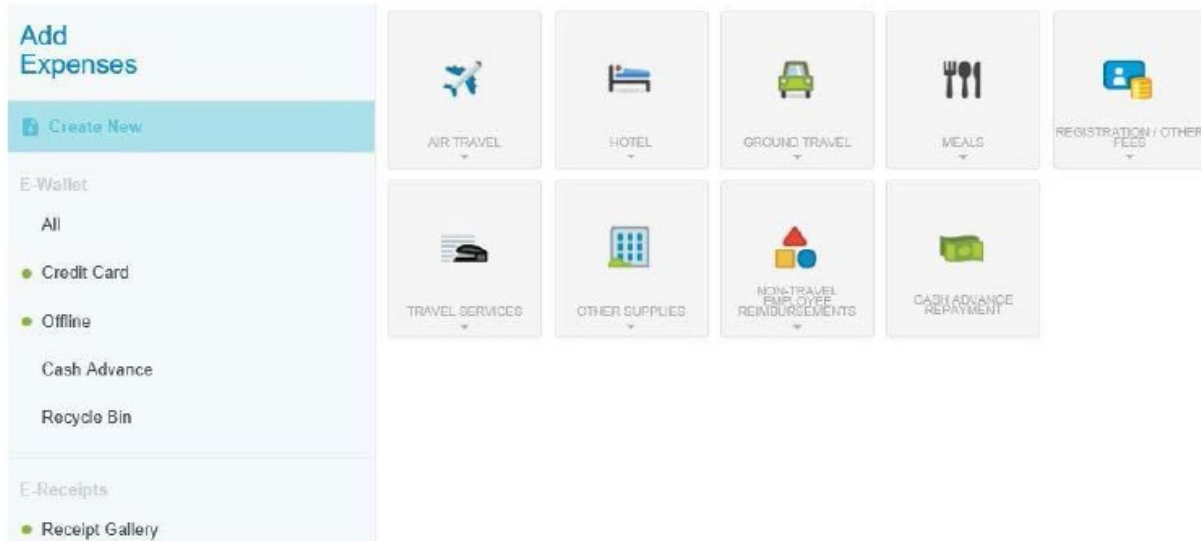 Add
Expenses
Create New
E-Wallet
All
Credit Card
Offline
Cash Advance
Recycle Bin
E-Receipts
Receipt Gallery
AIR TRAVEL
HOTEL
GROUND TRAVEL
MEALS
REGISTRATION / OTHER
FEES
TRAVEL SERVICES
OTHER SUPPLIES
NON-TRAVEL
EMPLOYEE
REIMBURSEMENTS
CASH ADVANCE
REPAYMENT